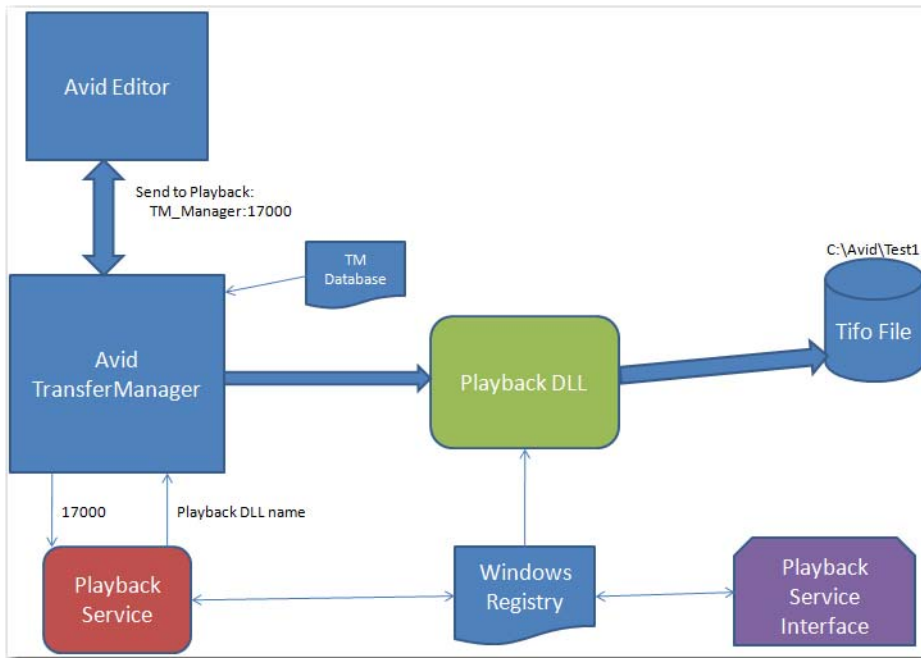 Avid Editor
Send to Playback:
TM_Manager:17000
TM
Database
C:\Avid\Test1
Tifo File
Avid
TransferManager
Playback DLL
17000
Playback DLL name
Playback
Service
Windows
Registry
Playback
Service
Interface